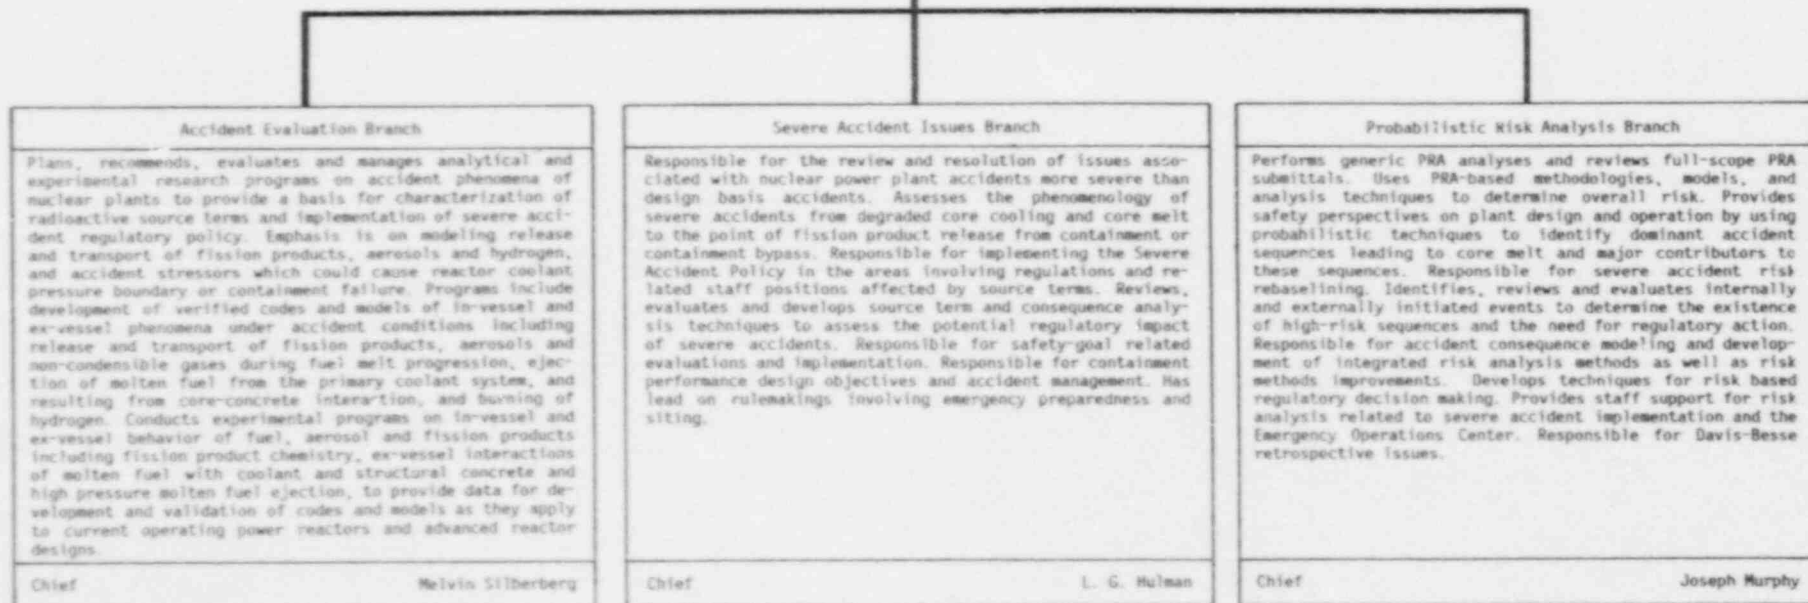 Accident Evaluation Branch
Plans, recommends, evaluates and manages analytical and
experimental research programs on accident phenomena of
nuclear plants to provide a basis for characterization of
radioactive source terms and implementation of severe acci-
dent regulatory policy. Emphasis is on modeling release
and transport of fission products, aerosols and hydrogen,
and accident stressors which could cause reactor coolant
pressure boundary or containment failure. Programs include
development of verified codes and models of in-vessel and
ex-vessel phenomena under accident conditions including
release and transport of fission products, aerosols and
non-condensible gases during fuel melt progression, ejec-
tion of molten fuel from the primary coolant system, and
resulting from core-concrete interaction, and burning of
hydrogen. Conducts experimental programs on in-vessel and
ex-vessel behavior of fuel, aerosol and fission products
including fission product chemistry, ex-vessel interactions
of molten fuel with coolant and structural concrete and
high pressure molten fuel ejection, to provide data for de-
velopment and validation of codes and models as they apply
to current operating power reactors and advanced reactor
designs.
Chief Melvin Silberberg
Severe Accident Issues Branch
Responsible for the review and resolution of issues asso-
ciated with nuclear power plant accidents more severe than
design basis accidents. Assesses the phenomenology of
severe accidents from degraded core cooling and core melt
to the point of fission product release from containment or
containment bypass. Responsible for implementing the Severe
Accident Policy in the areas involving regulations and re-
lated staff positions affected by source terms. Reviews,
evaluates and develops source term and consequence analy-
sis techniques to assess the potential regulatory impact
of severe accidents. Responsible for safety-goal related
evaluations and implementation. Responsible for containment
performance design objectives and accident management. Has
lead on rulemakings involving emergency preparedness and
siting.
Chief L. G. Hulman
Probabilistic Risk Analysis Branch
Performs generic PRA analyses and reviews full-scope PRA
submittals. Uses PRA-based methodologies, models, and
analysis techniques to determine overall risk. Provides
safety perspectives on plant design and operation by using
probabilistic techniques to identify dominant accident
sequences leading to core melt and major contributors to
these sequences. Responsible for severe accident risk
rebaselining. Identifies, reviews and evaluates internally
and externally initiated events to determine the existence
of high-risk sequences and the need for regulatory action.
Responsible for accident consequence modeling and develop-
ment of integrated risk analysis methods as well as risk
methods improvements. Develops techniques for risk based
regulatory decision making. Provides staff support for risk
analysis related to severe accident implementation and the
Emergency Operations Center. Responsible for Davis-Besse
retrospective issues.
Chief Joseph Murphy